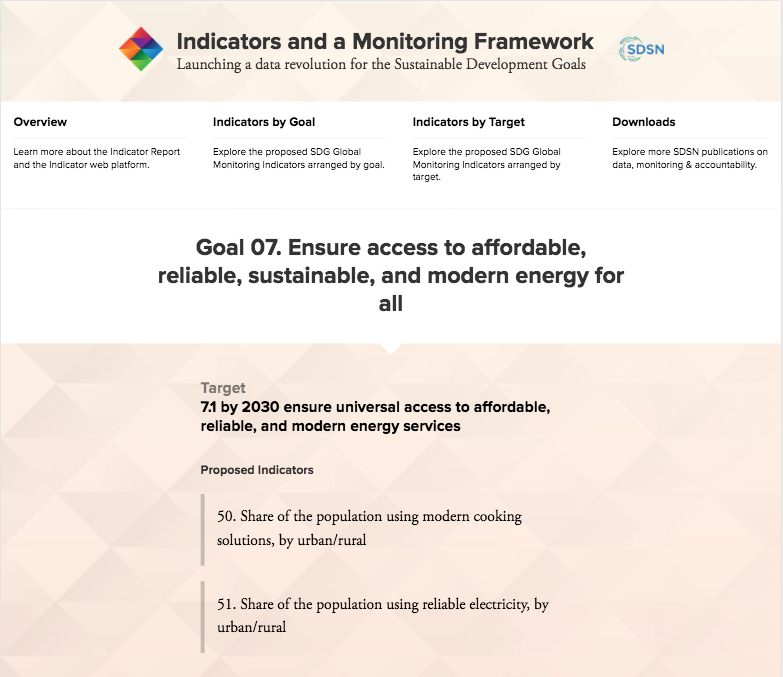 Indicators and a Monitoring Framework
Launching a data revolution for the Sustainable Development Goals
SDSN
Overview
Learn more about the Indicator Report
and the Indicator web platform.
Indicators by Goal
Explore the proposed SDG Global
Monitoring Indicators arranged by goal.
Indicators by Target
Explore the proposed SDG Global
Monitoring Indicators arranged by
target.
Downloads
Explore more SDSN publications on
data, monitoring & accountability.
Goal 07. Ensure access to affordable,
reliable, sustainable, and modern energy for
all
Target
7.1 by 2030 ensure universal access to affordable,
reliable, and modern energy services
Proposed Indicators
50. Share of the population using modern cooking
solutions, by urban/rural
51. Share of the population using reliable electricity, by
urban/rural